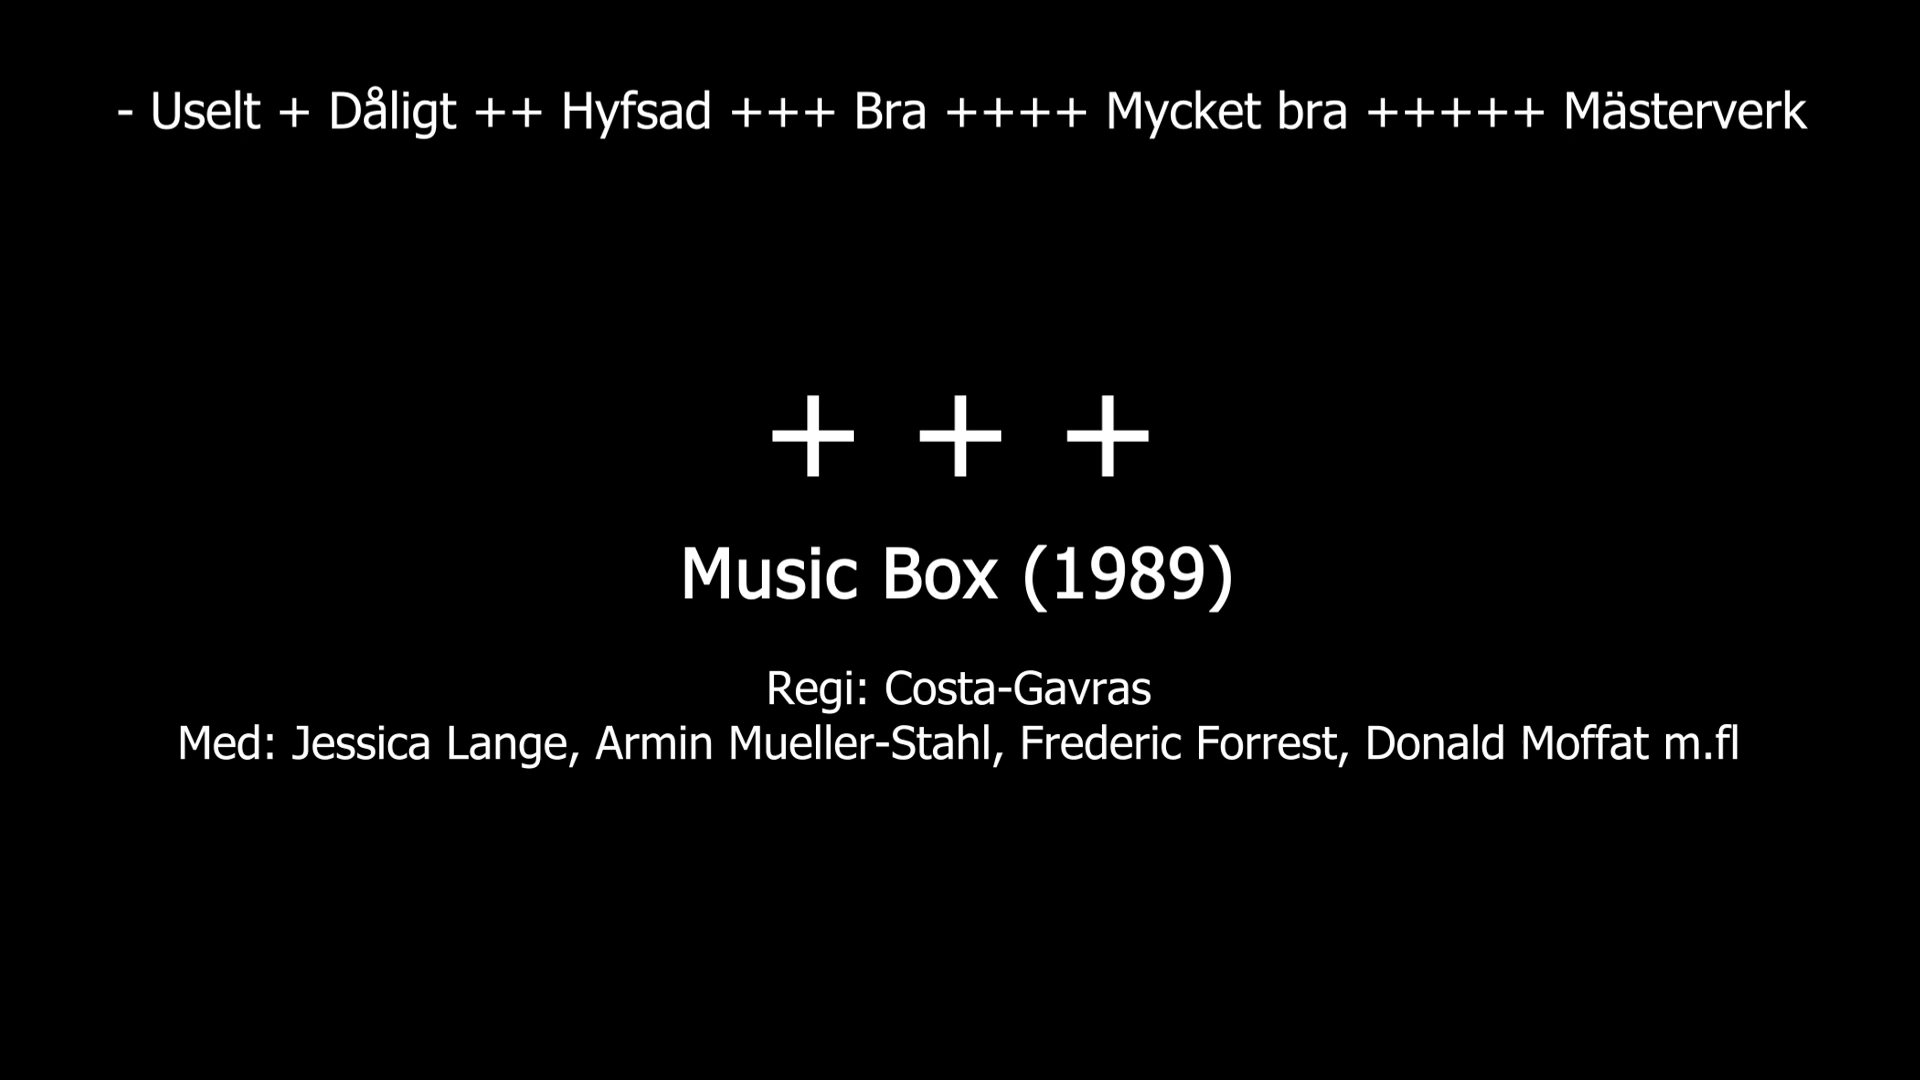 - Uselt + Dåligt ++ Hyfsad +++ Bra ++++ Mycket bra +++++ Mästerverk
+ + +
Music Box (1989)
Regi: Costa-Gavras
Med: Jessica Lange, Armin Mueller-Stahl, Frederic Forrest, Donald Moffat m.fl